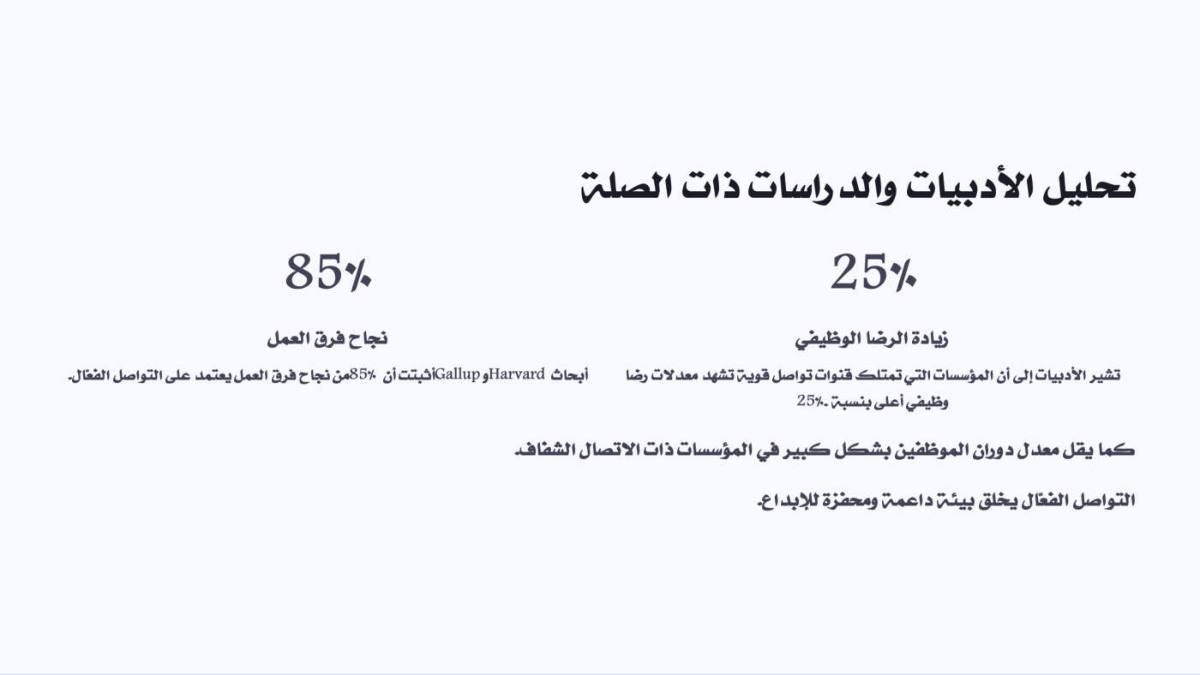 تحليل الأدبيات والدراسات ذات الصلة
25%
زيادة الرضا الوظيفي
تشير الأدبيات إلى أن المؤسسات التي تمتلك قنوات تواصل قوية تشهد معدلات رضا
وظيفي أعلى بنسبة 25%.
85%
نجاح فرق العمل
أبحاث Harvard وGallup أثبتت أن 85% من نجاح فرق العمل يعتمد على التواصل الفعّال.
كما يقل معدل دوران الموظفين بشكل كبير في المؤسسات ذات الاتصال الشفاف.
التواصل الفعّال يخلق بيئة داعمة ومحفزة للإبداع.